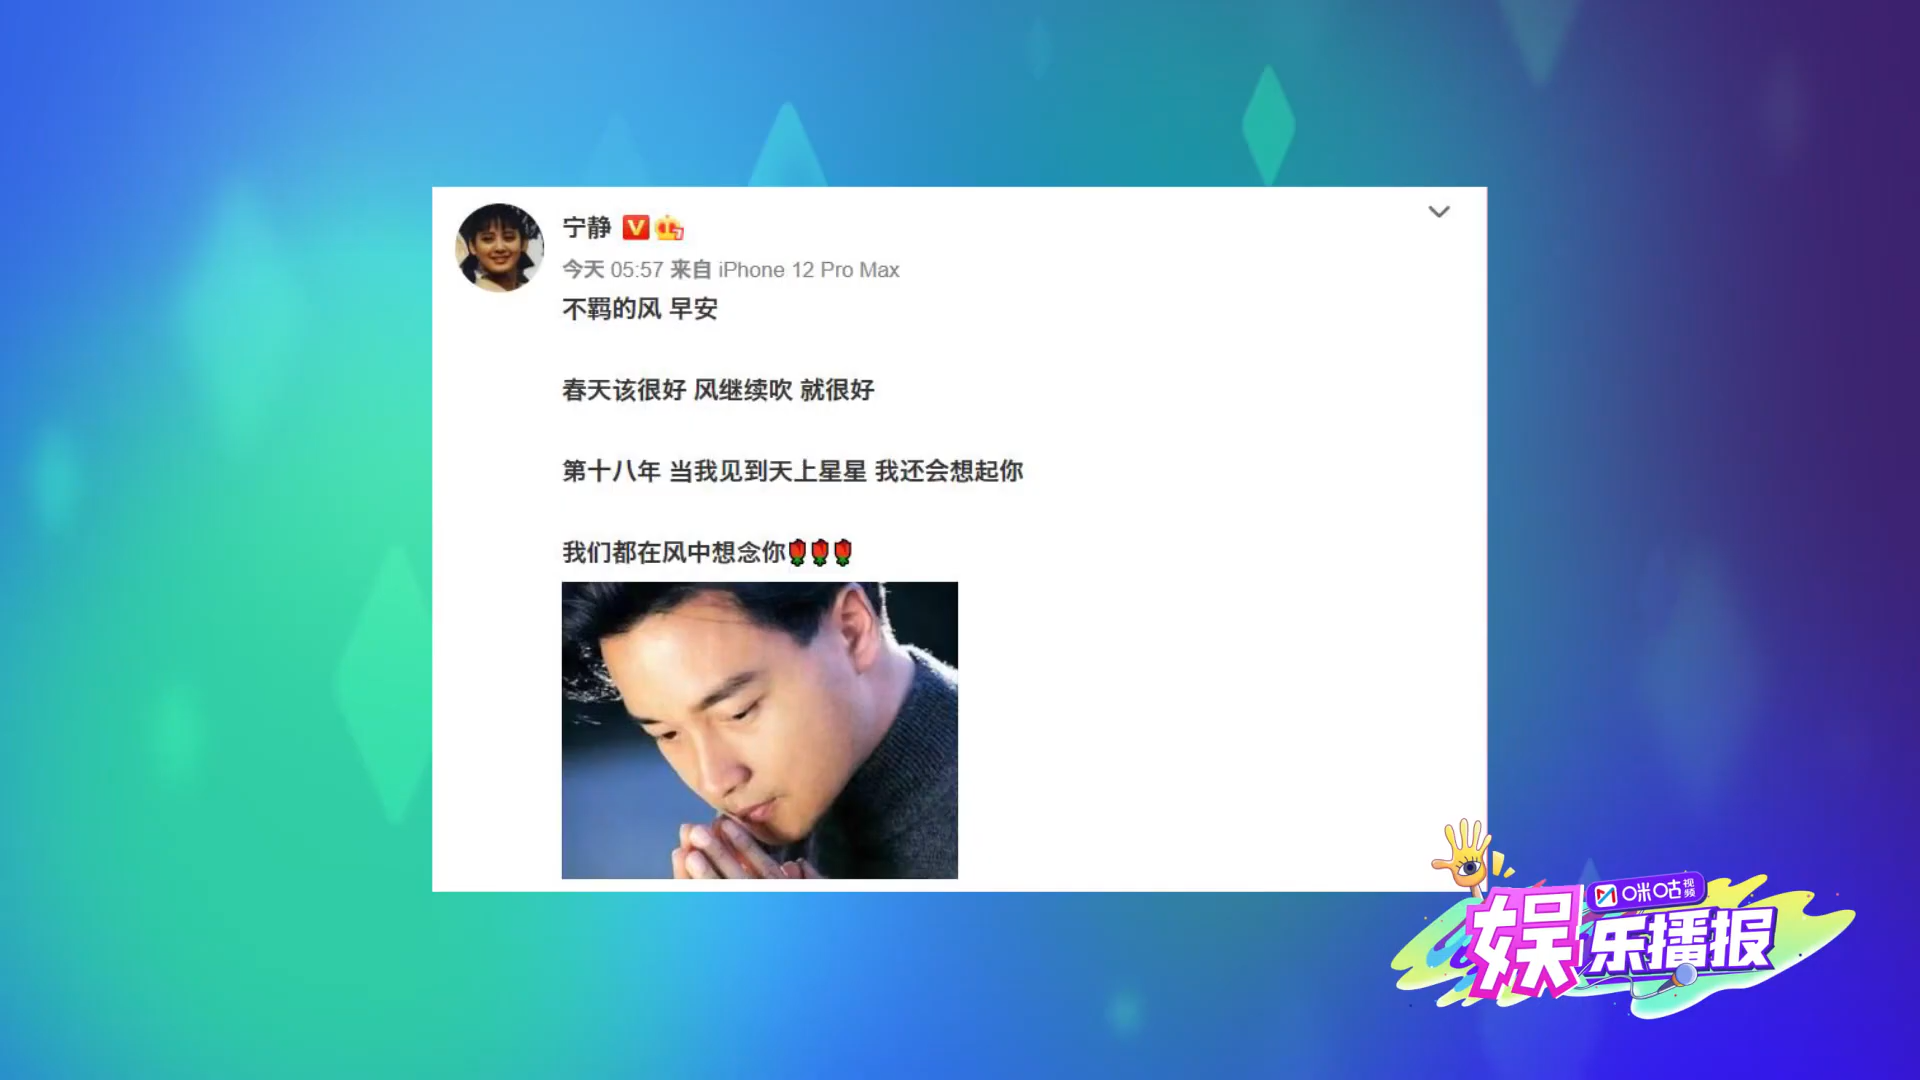 宁静
今天 05:57 来自 iPhone 12 Pro Max
不羁的风 早安
春天该很好 风继续吹 就很好
第十八年 当我见到天上星星 我还会想起你
我们都在风中想念你🌹🌹🌹
咪咕视频
娱乐播报